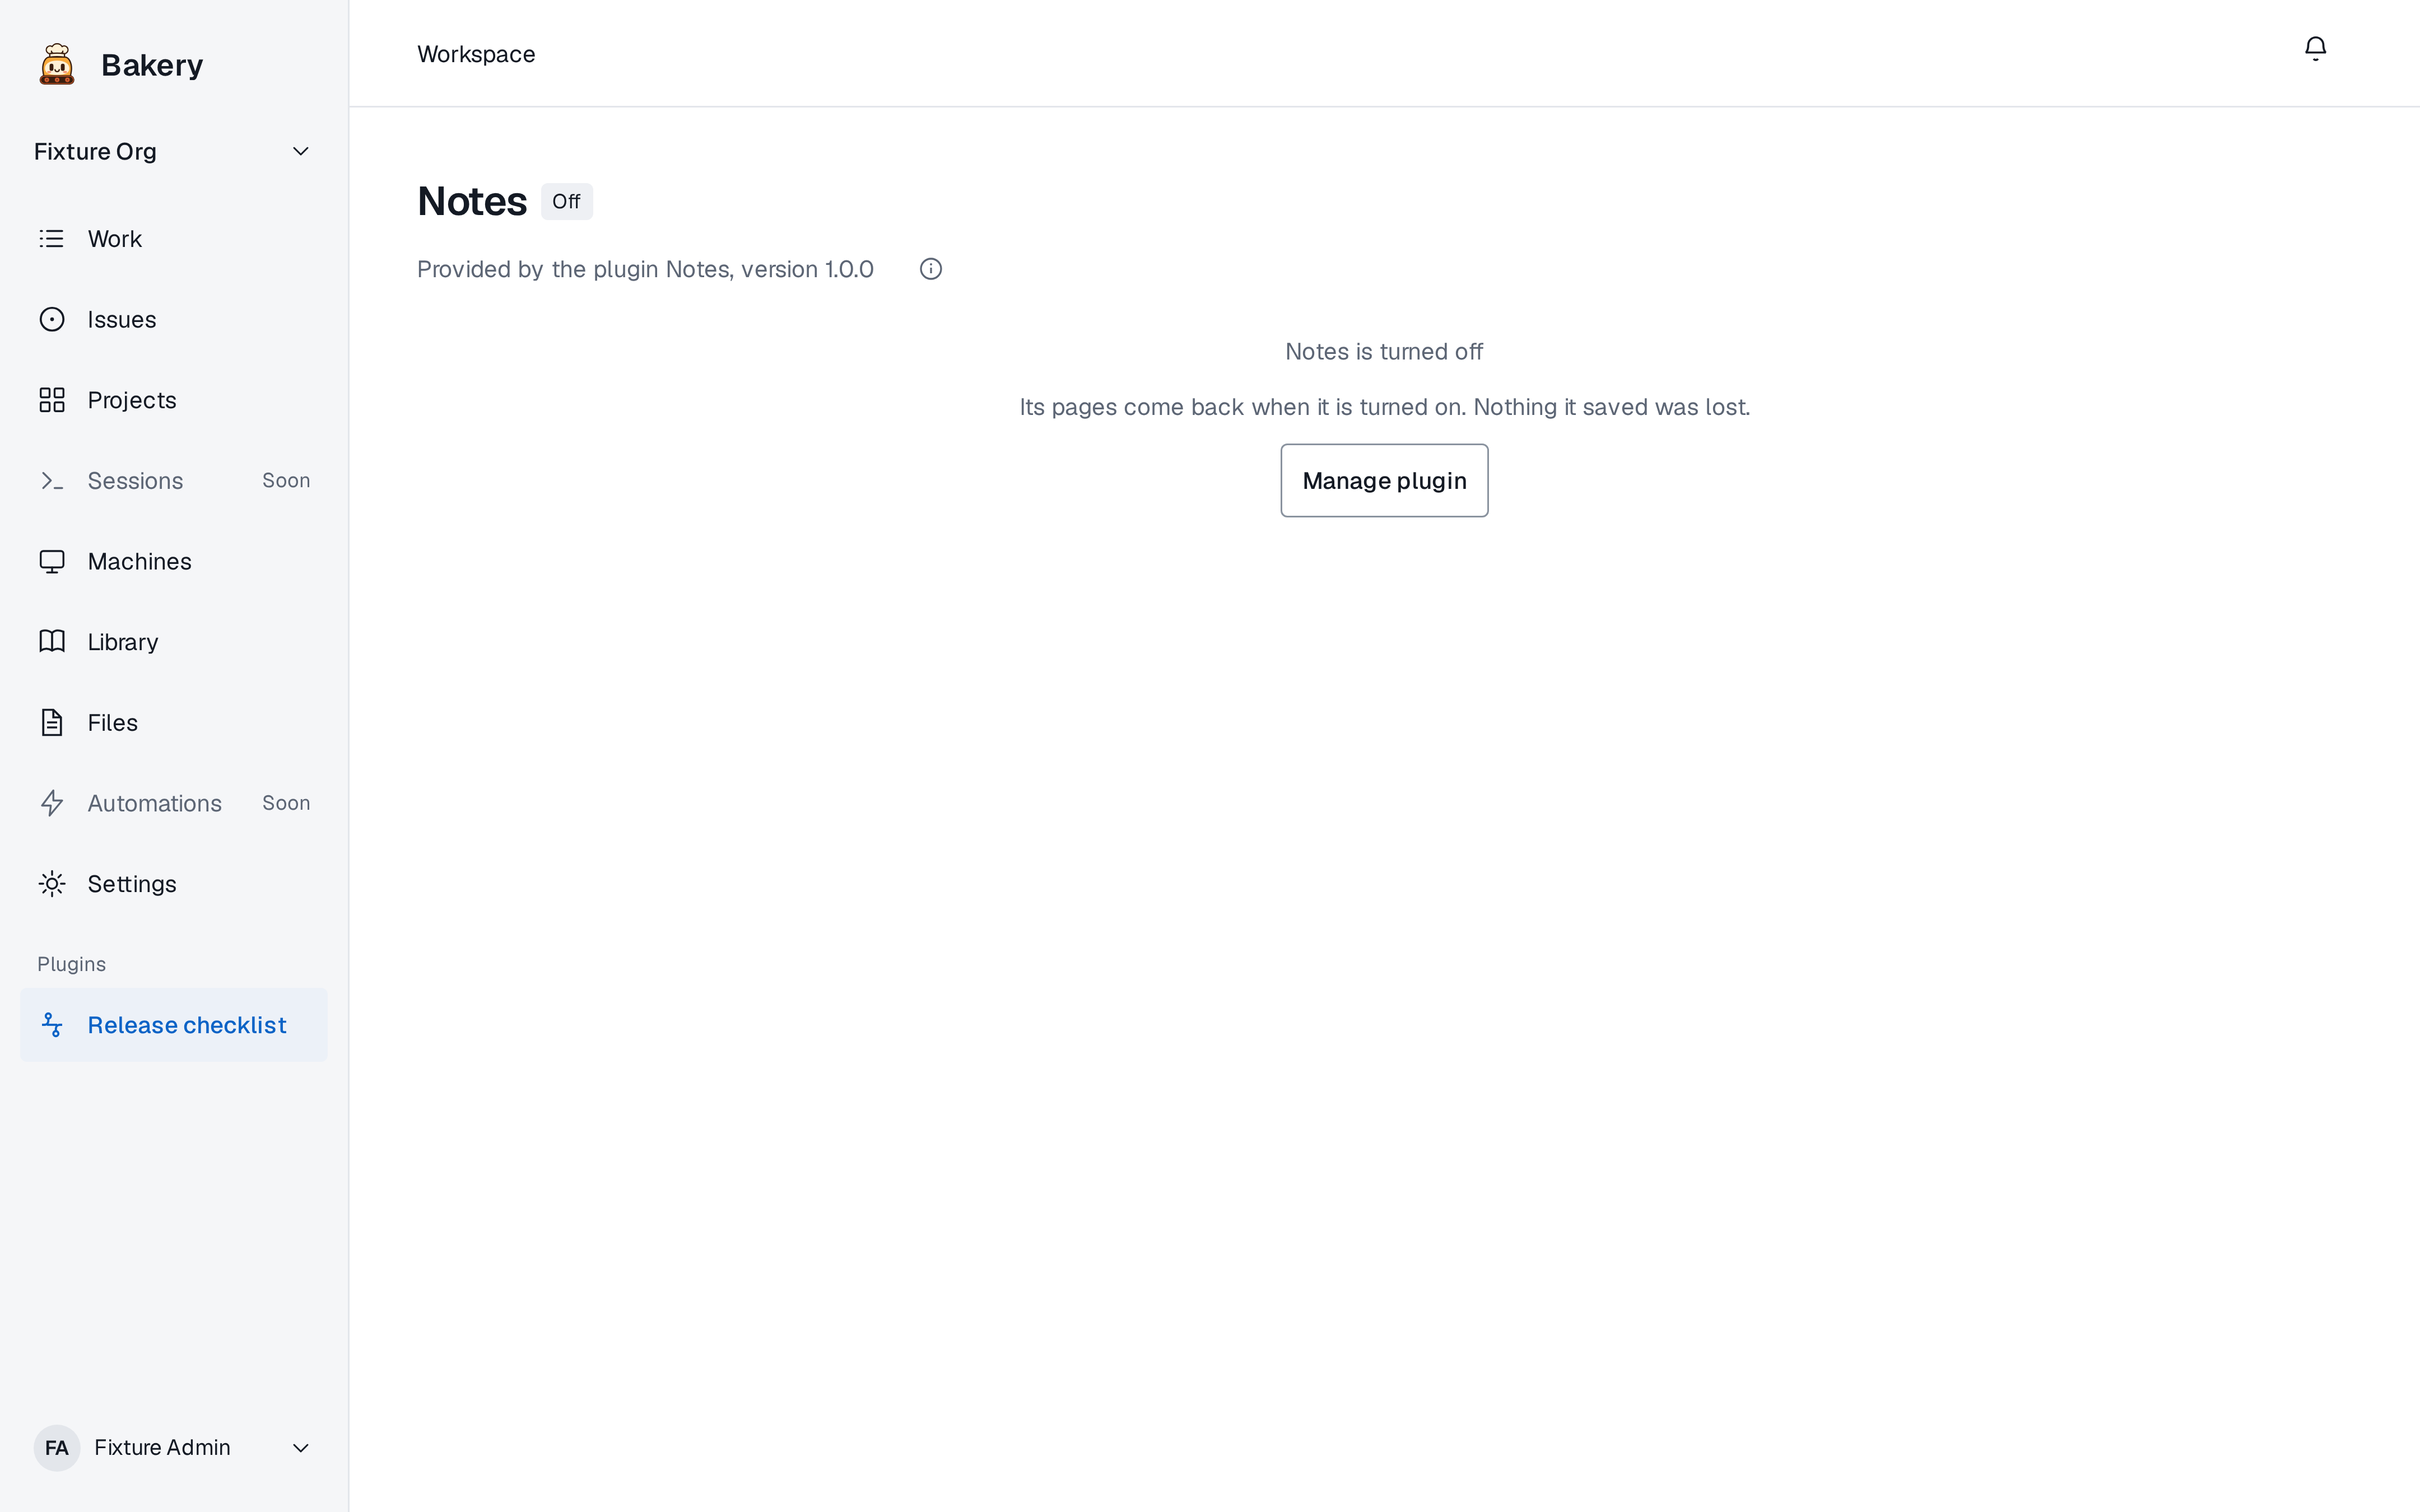 Bakery
Fixture Org
Work
Issues
Projects
Sessions Soon
Machines
Library
Files
Automations Soon
Settings
Plugins
Release checklist
FA Fixture Admin
Workspace
Notes Off
Provided by the plugin Notes, version 1.0.0
Notes is turned off
Its pages come back when it is turned on. Nothing it saved was lost.
Manage plugin